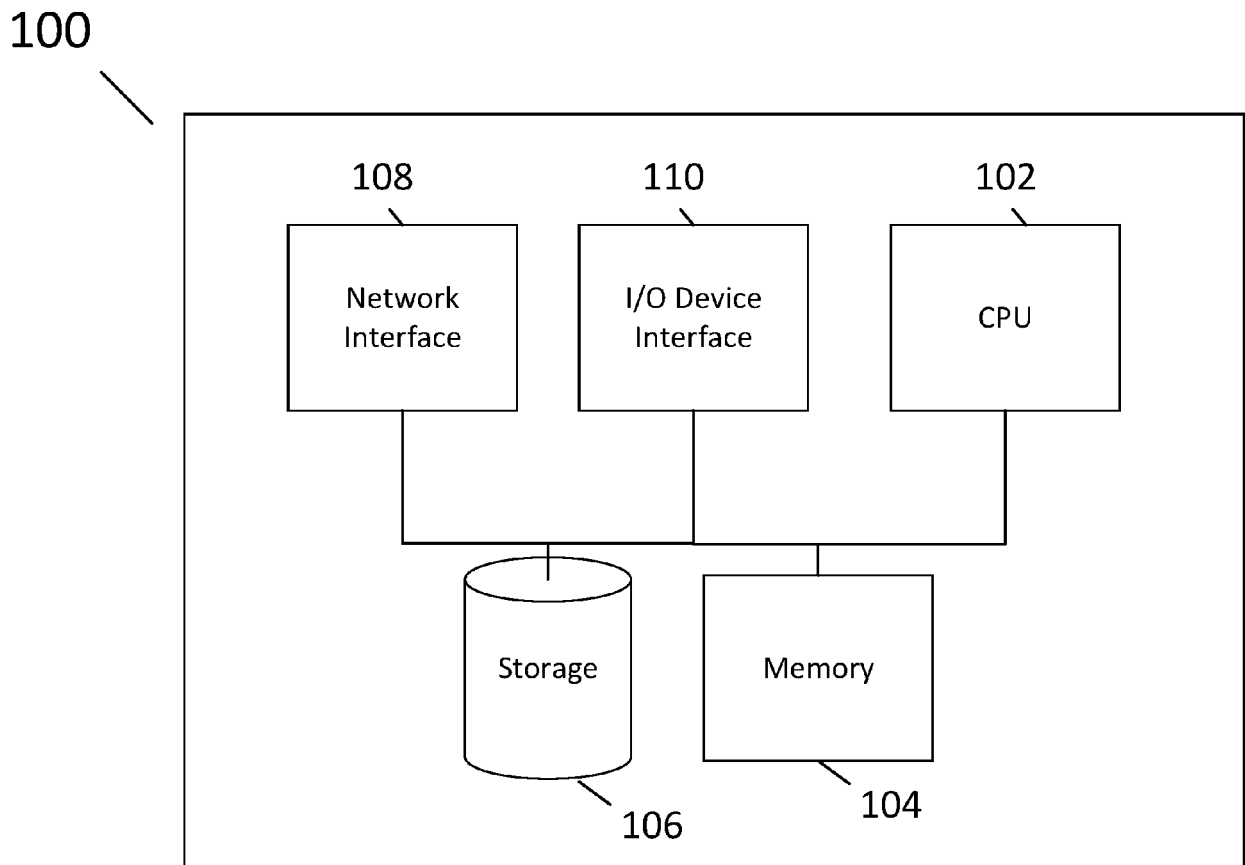 100
108
110
102
Network
Interface
I/O Device
Interface
CPU
Storage
Memory
106
104